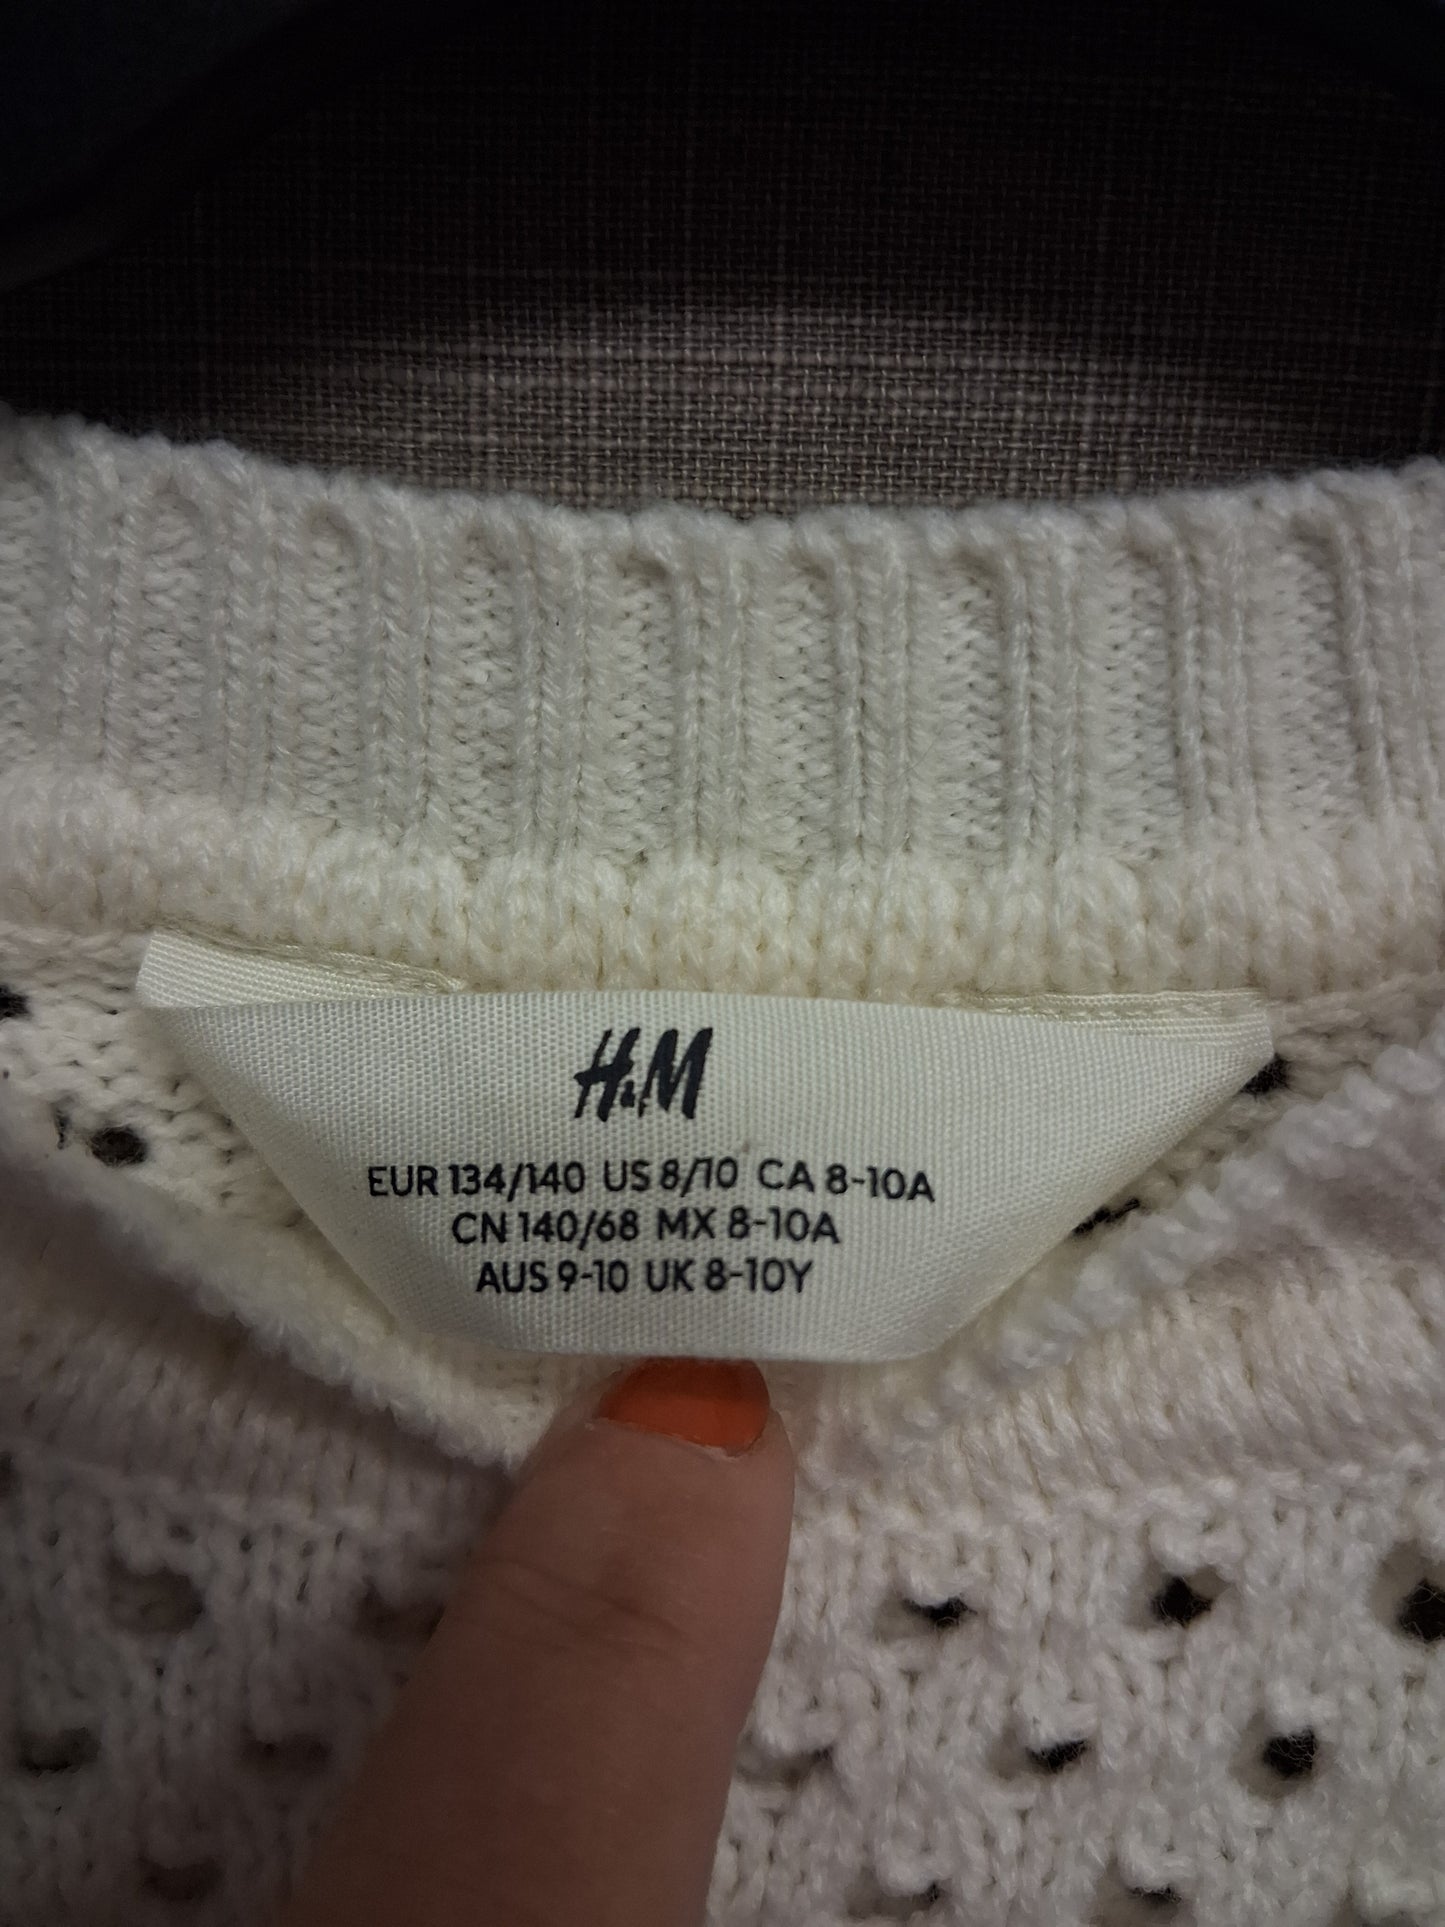 H&M
EUR 134/140 US 8/10 CA 8-10A
CN 140/68 MX 8-10A
AUS 9-10 UK 8-10Y